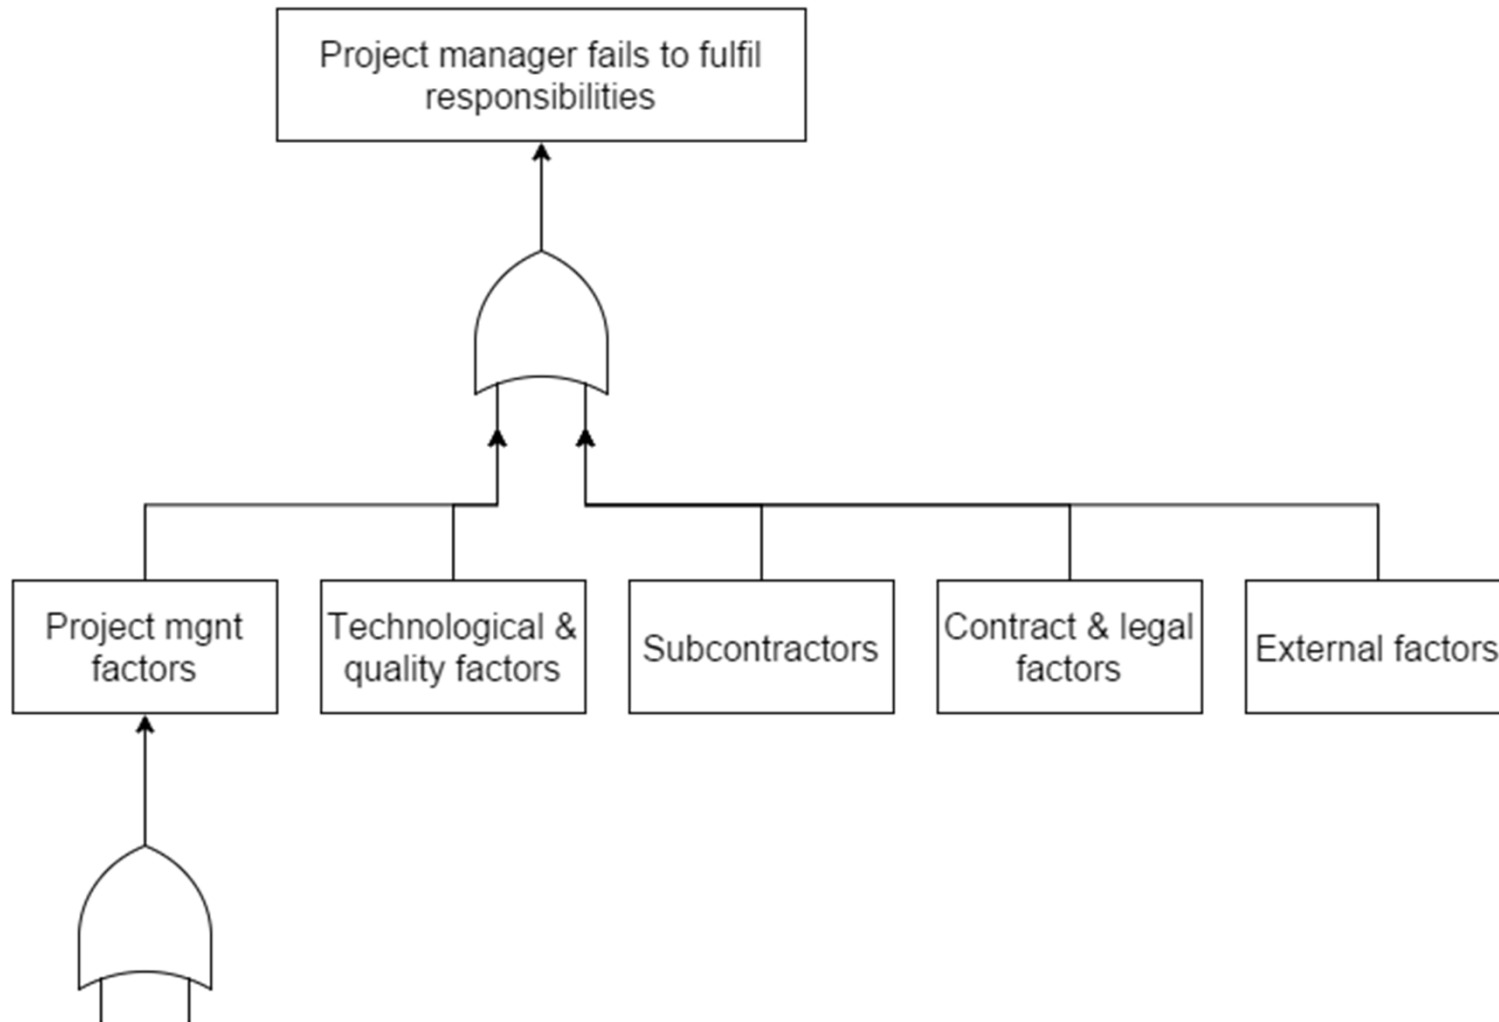 Project manager fails to fulfil
responsibilities
Project mgnt
factors
Technological &
quality factors
Subcontractors
Contract & legal
factors
External factors